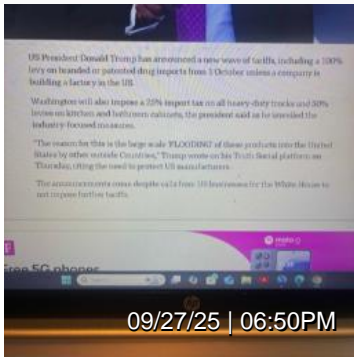 US President Donald Trump has announced a new wave of tariffs, including a 100%
levy on branded or patented drug imports from 1 October unless a company is
building a factory in the US.
Washington will also impose a 25% import tax on all heavy-duty trucks and 50%
levies on kitchen and bathroom cabinets, the president said as he unveiled the
industry-focused measures.
"The reason for this is the large scale "FLOODING" of these products into the United
States by other outside Countries," Trump wrote on his Truth Social platform on
Thursday, citing the need to protect US manufacturers.
The announcements come despite calls from US businesses for the White House to
not impose further tariffs.
moto g
Free 5G phones
09/27/25 | 06:50PM